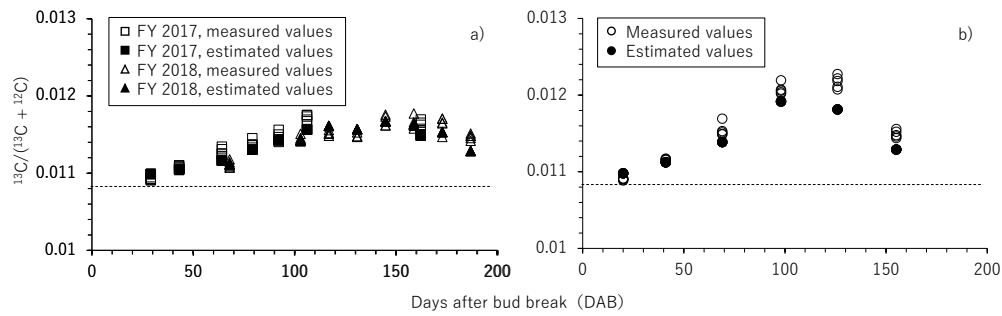 0.013
□ FY 2017, measured values
■ FY 2017, estimated values
△ FY 2018, measured values
▲ FY 2018, estimated values
a)
0.012
0.011
0.01
¹³C/(¹³C + ¹²C)
0 50 100 150 200
0.013
○ Measured values
● Estimated values
b)
0.012
0.011
0.01
0 50 100 150 200
Days after bud break (DAB)